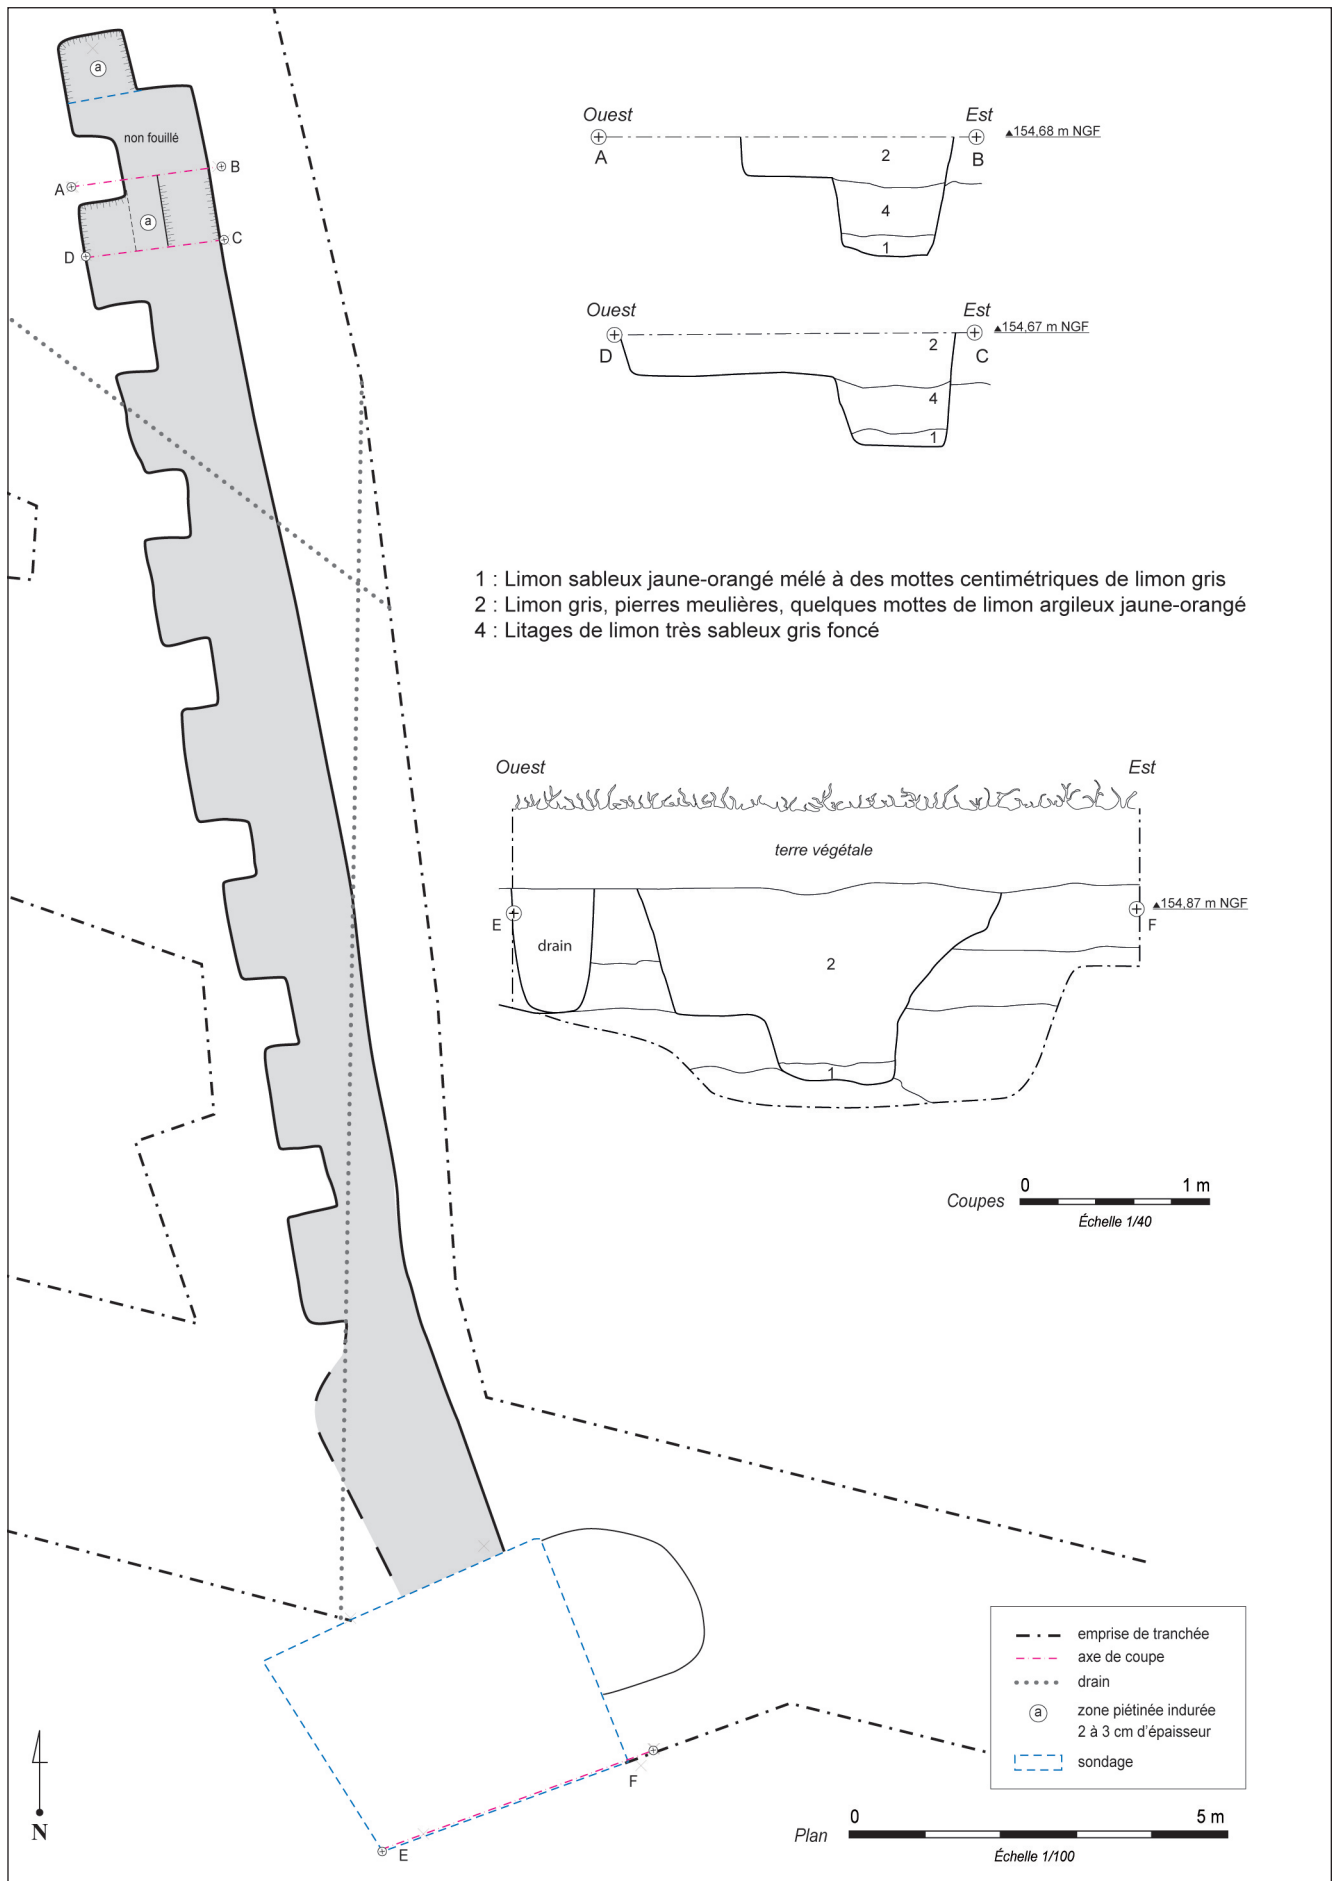 a
non fouillé
A
B
a
C
D
Ouest
Est
A
B
154,68 m NGF
2
4
1
Ouest
Est
D
C
154,67 m NGF
2
4
1
1 : Limon sableux jaune-orangé mélé à des mottes centimétriques de limon gris
2 : Limon gris, pierres meulières, quelques mottes de limon argileux jaune-orangé
4 : Litages de limon très sableux gris foncé
Ouest
Est
terre végétale
E
F
154,87 m NGF
drain
2
1
Coupes
0
1 m
Échelle 1/40
emprise de tranchée
axe de coupe
drain
a
zone piétinée indurée
2 à 3 cm d'épaisseur
sondage
F
E
N
Plan
0
5 m
Échelle 1/100